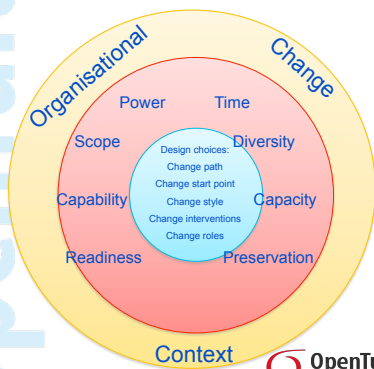 Organisational Change
Power Time
Scope Diversity
Design choices:
Change path
Change start point
Change style
Change interventions
Change roles
Capability Capacity
Readiness Preservation
Context